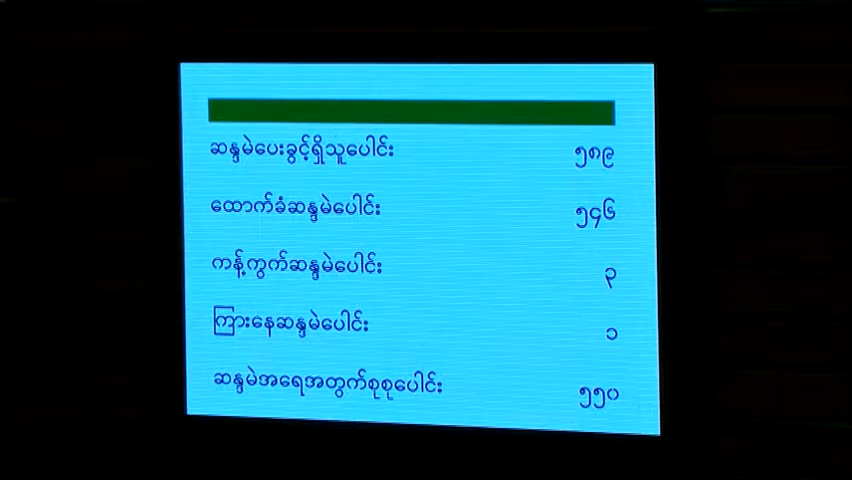 ဆန္ဒမဲပေးခွင့်ရှိသူပေါင်း ၅၈၉
ထောက်ခံဆန္ဒမဲပေါင်း ၅၄၆
ကန့်ကွက်ဆန္ဒမဲပေါင်း ၃
ကြားနေဆန္ဒမဲပေါင်း ၁
ဆန္ဒမဲအရေအတွက်စုစုပေါင်း ၅၅၀